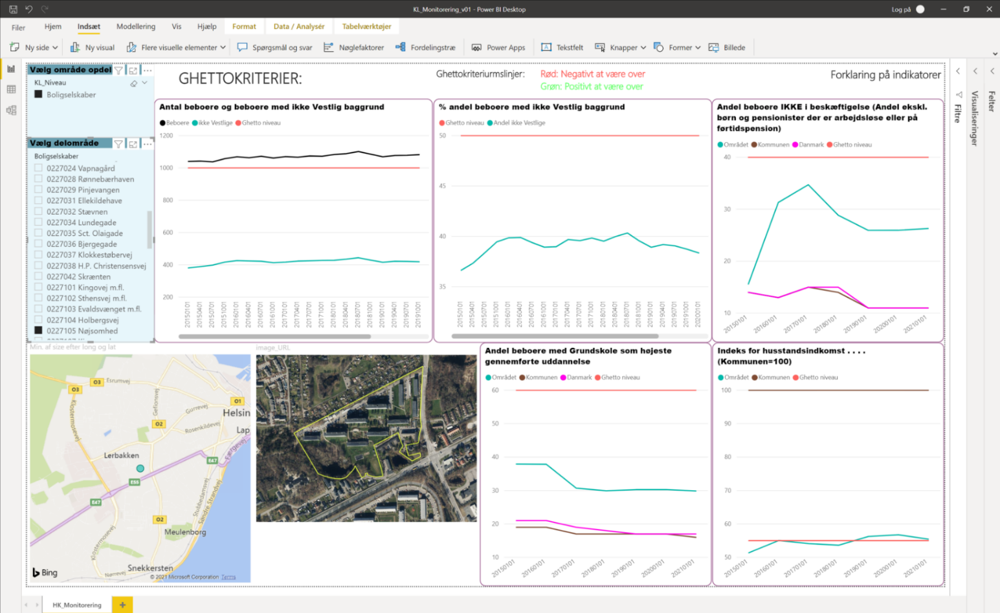 KL_Monitorering_v01 - Power BI Desktop
Log på
Filer
Hjem
Indsæt
Modellering
Vis
Hjælp
Format
Data / Analysér
Tabelværktøjer
Ny side
Ny visual
Flere visuelle elementer
Spørgsmål og svar
Nøglefaktorer
Fordelingstræ
Power Apps
Tekstfelt
Knapper
Former
Billede
Vælg område opdel
KL_Niveau
Boligselskaber
GHETTOKRITERIER:
Ghettokriteriumslinjer:
Rød: Negativt at være over
Grøn: Positivt at være over
Forklaring på indikatorer
Filtre
Visualiseringer
Felter
Vælg delområde
Boligselskaber
0227024 Vapnagård
0227028 Rønnebærhaven
0227029 Pinjevangen
0227031 Ellekildehave
0227032 Stævnen
0227034 Lundegade
0227035 Sct. Olaigade
0227036 Bjergegade
0227037 Klokkestøbervej
0227038 H.P. Christensensvej
0227042 Skrænten
0227101 Kingovej m.fl.
0227102 Sthensvej m.fl.
0227103 Evaldsvænget m.fl.
0227104 Holbergsvej
0227105 Nøjsomhed
Antal beboere og beboere med ikke Vestlig baggrund
Beboere ikke Vestlige Ghetto niveau
1200
1000
800
600
400
200
20150101 20150401 20150701 20151001 20160101 20160401 20160701 20161001 20170101 20170401 20170701 20171001 20180101 20180401 20180701 20181001 20190101 20190401 20190701 20191001
% andel beboere med ikke Vestlig baggrund
Ghetto niveau Andel ikke Vestlige
50
45
40
35
20150101 20150401 20150701 20151001 20160101 20160401 20160701 20161001 20170101 20170401 20170701 20171001 20180101 20180401 20180701 20181001 20190101 20190401 20190701 20191001 20200101
Andel beboere IKKE i beskæftigelse (Andel ekskl.
børn og pensionister der er arbejdsløse eller på
førtidspension)
Området Kommunen Danmark Ghetto niveau
40
30
20
10
20150101 20160101 20170101 20180101 20190101 20200101 20210101
Min. af size efter long og lat
O3
Esrumvej
O3
Klostermosevej
Gefionsvej
O1
Gurrevej
Helsin
O2
Rosenkildevej
Lap
Færgevej
Lerbakken
E47
E55
E47
Stubbedamsvej
Søndre Strandvej
O2
Meulenborg
Klostermosevej
Snekkersten
Nørrevej
Bing
© 2021 Microsoft Corporation Terms
image_URL
Andel beboere med Grundskole som højeste
gennemførte uddannelse
Området Kommunen Danmark Ghetto niveau
60
50
40
30
20
10
20150101 20160101 20170101 20180101 20190101 20200101 20210101
Indeks for husstandsindkomst . . . .
(Kommunen=100)
Området Kommunen Ghetto niveau
100
90
80
70
60
50
20150101 20160101 20170101 20180101 20190101 20200101 20210101
HK_Monitorering